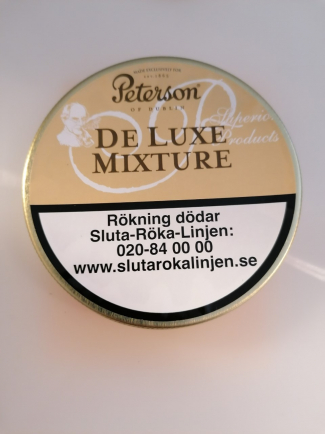 Peterson
OF DUBLIN
Superior
Products
DE LUXE
MIXTURE
Rökning dödar
Sluta-Röka-Linjen:
020-84 00 00
www.slutarokalinjen.se